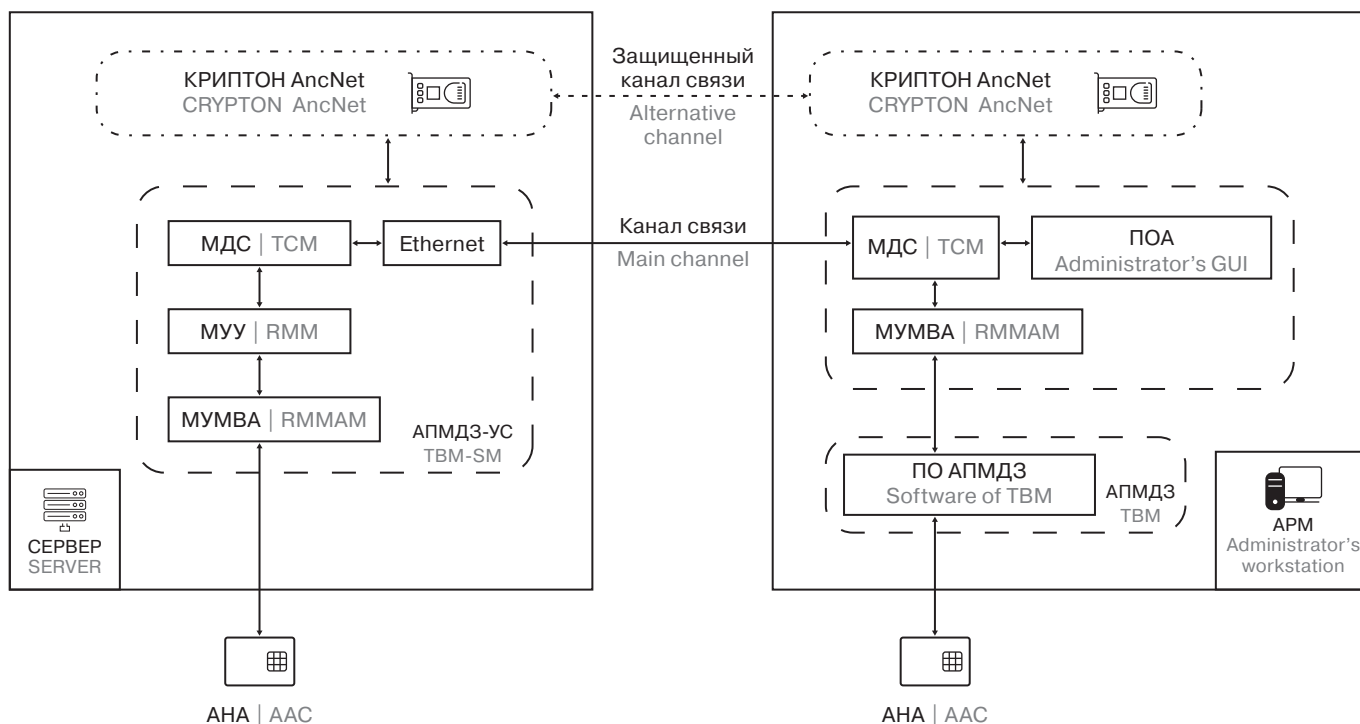 КРИПТОН AncNet
CRYPTON AncNet
Защищенный
канал связи
Alternative
channel
КРИПТОН AncNet
CRYPTON AncNet
МДС | TCM
Ethernet
Канал связи
Main channel
МДС | TCM
ПОА
Administrator's GUI
МУУ | RMM
МУМВА | RMMAM
МУМВА | RMMAM
АПМДЗ-УС
TBM-SM
ПО АПМДЗ
Software of TBM
АПМДЗ
TBM
СЕРВЕР
SERVER
АРМ
Administrator's
workstation
АНА | AAC
АНА | AAC